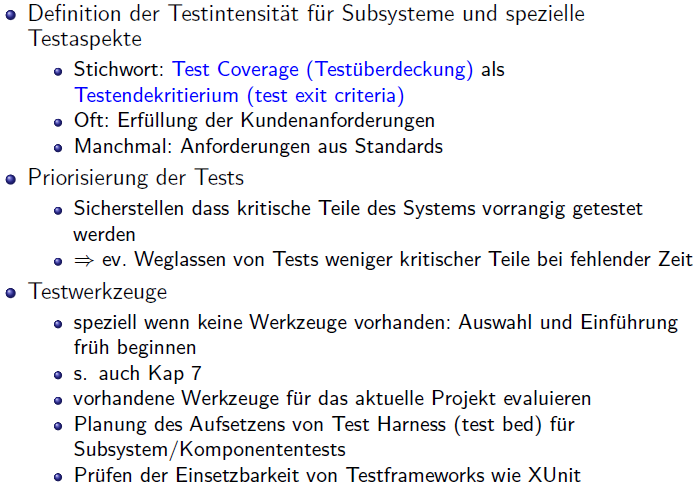 Definition der Testintensität für Subsysteme und spezielle
Testaspekte
Stichwort: Test Coverage (Testüberdeckung) als
Testendekritierium (test exit criteria)
Oft: Erfüllung der Kundenanforderungen
Manchmal: Anforderungen aus Standards
Priorisierung der Tests
Sicherstellen dass kritische Teile des Systems vorrangig getestet
werden
⇒ ev. Weglassen von Tests weniger kritischer Teile bei fehlender Zeit
Testwerkzeuge
speziell wenn keine Werkzeuge vorhanden: Auswahl und Einführung
früh beginnen
s. auch Kap 7
vorhandene Werkzeuge für das aktuelle Projekt evaluieren
Planung des Aufsetzens von Test Harness (test bed) für
Subsystem/Komponententests
Prüfen der Einsetzbarkeit von Testframeworks wie XUnit